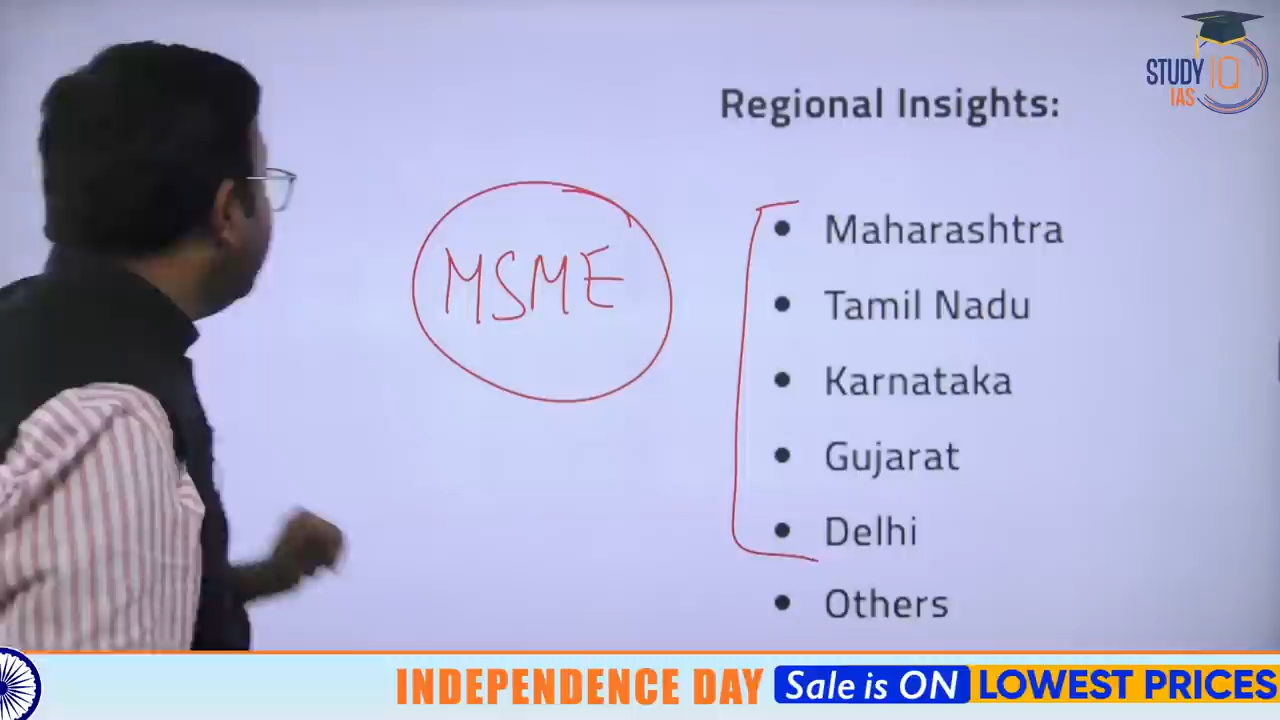 STUDY IQ
IAS
Regional Insights:
MSME
• Maharashtra
• Tamil Nadu
• Karnataka
• Gujarat
• Delhi
• Others
INDEPENDENCE DAY Sale is ON LOWEST PRICES